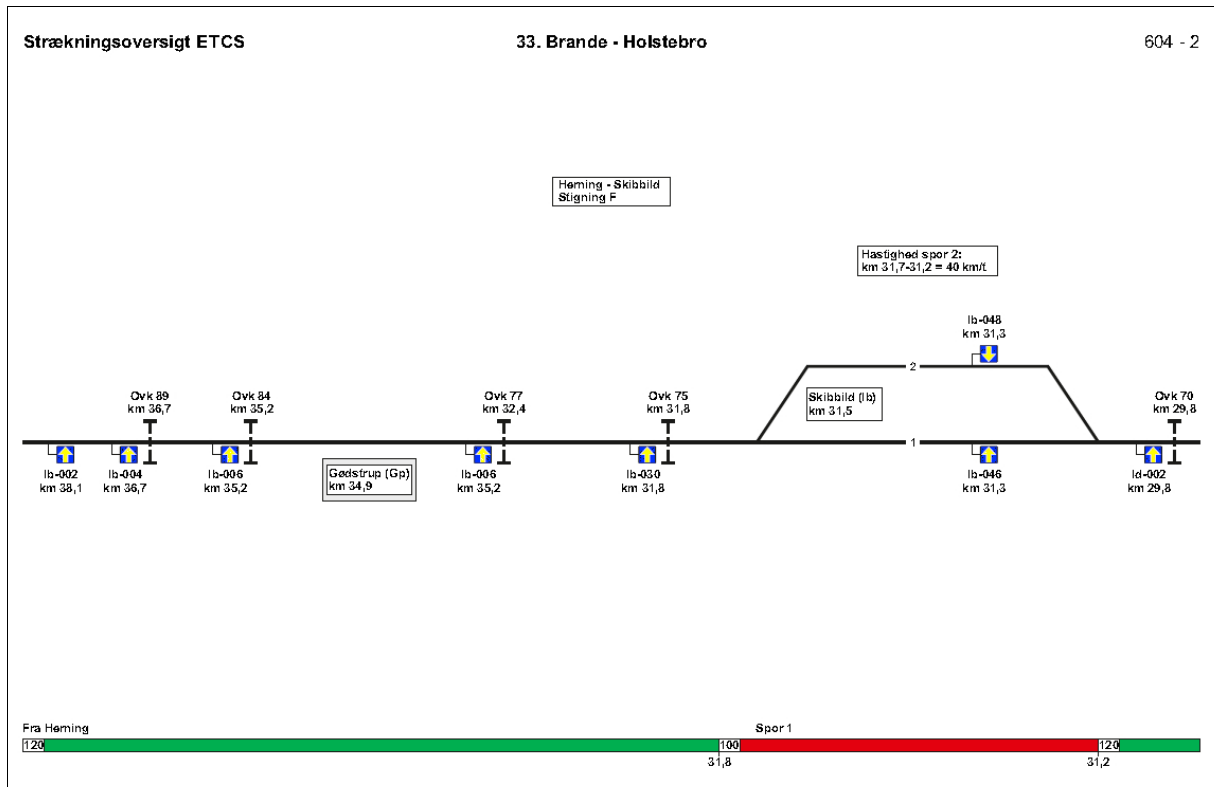 Strækningsoversigt ETCS
33. Brande - Holstebro
604 - 2
Herning - Skibbild
Stigning F
Hastighed spor 2:
km 31,7-31,2 = 40 km/t
Ib-048
km 31,3
2
Ovk 89
km 36,7
Ovk 84
km 35,2
Ovk 77
km 32,4
Ovk 75
km 31,8
Skibbild (Ib)
km 31,5
Ovk 70
km 29,8
1
Ib-002
km 38,1
Ib-004
km 36,7
Ib-006
km 35,2
Gødstrup (Gp)
km 34,9
Ib-006
km 35,2
Ib-030
km 31,8
Ib-046
km 31,3
Id-002
km 29,8
Fra Herning
Spor 1
120
100
120
31,8
31,2